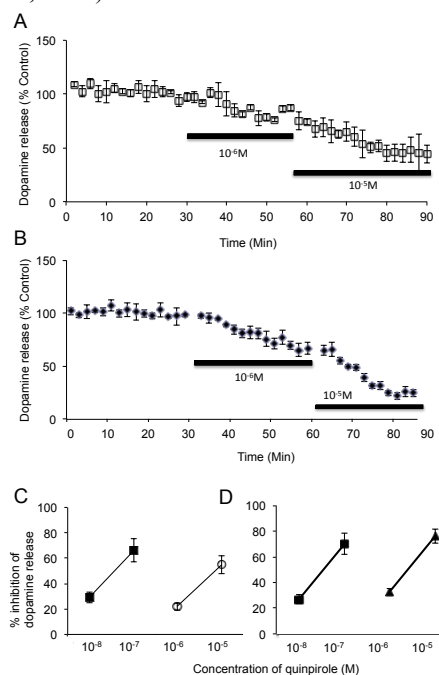 A
Dopamine release (% Control)
150
100
50
0
10⁻⁶M
10⁻⁵M
0 10 20 30 40 50 60 70 80 90
Time (Min)
B
Dopamine release (% Control)
150
100
50
0
10⁻⁶M
10⁻⁵M
0 10 20 30 40 50 60 70 80
Time (Min)
C
D
% inhibition of
dopamine release
100
80
60
40
20
0
10⁻⁸ 10⁻⁷ 10⁻⁶ 10⁻⁵
100
80
60
40
20
0
10⁻⁸ 10⁻⁷ 10⁻⁶ 10⁻⁵
Concentration of quinpirole (M)